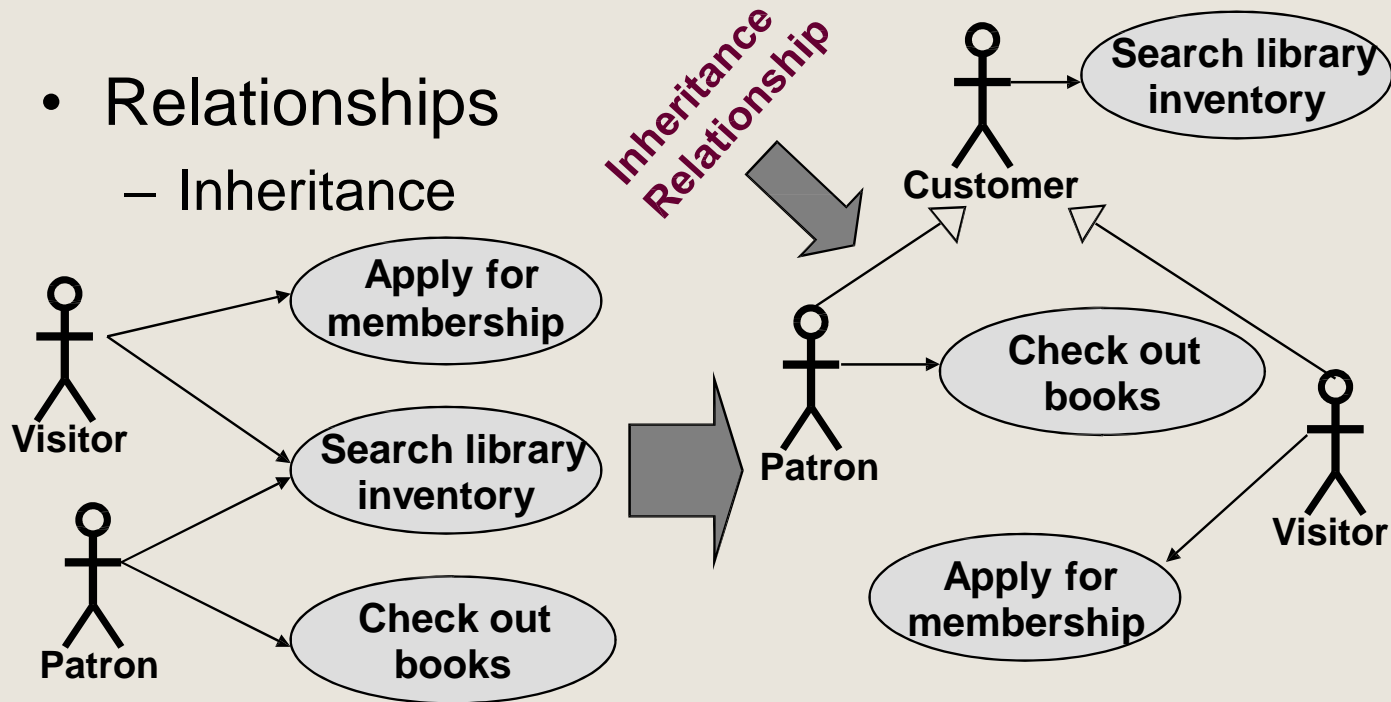 • Relationships
– Inheritance
Visitor
Patron
Apply for
membership
Search library
inventory
Check out
books
Inheritance
Relationship
Customer
Search library
inventory
Patron
Check out
books
Visitor
Apply for
membership